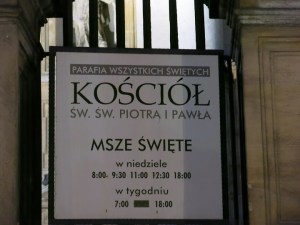 PARAFIA WSZYSTKICH ŚWIĘTYCH
KOŚCIÓŁ
ŚW. ŚW. PIOTRA I PAWŁA
MSZE ŚWIĘTE
w niedziele
8:00 9:30 11:00 12:30 18:00
w tygodniu
7:00 18:00